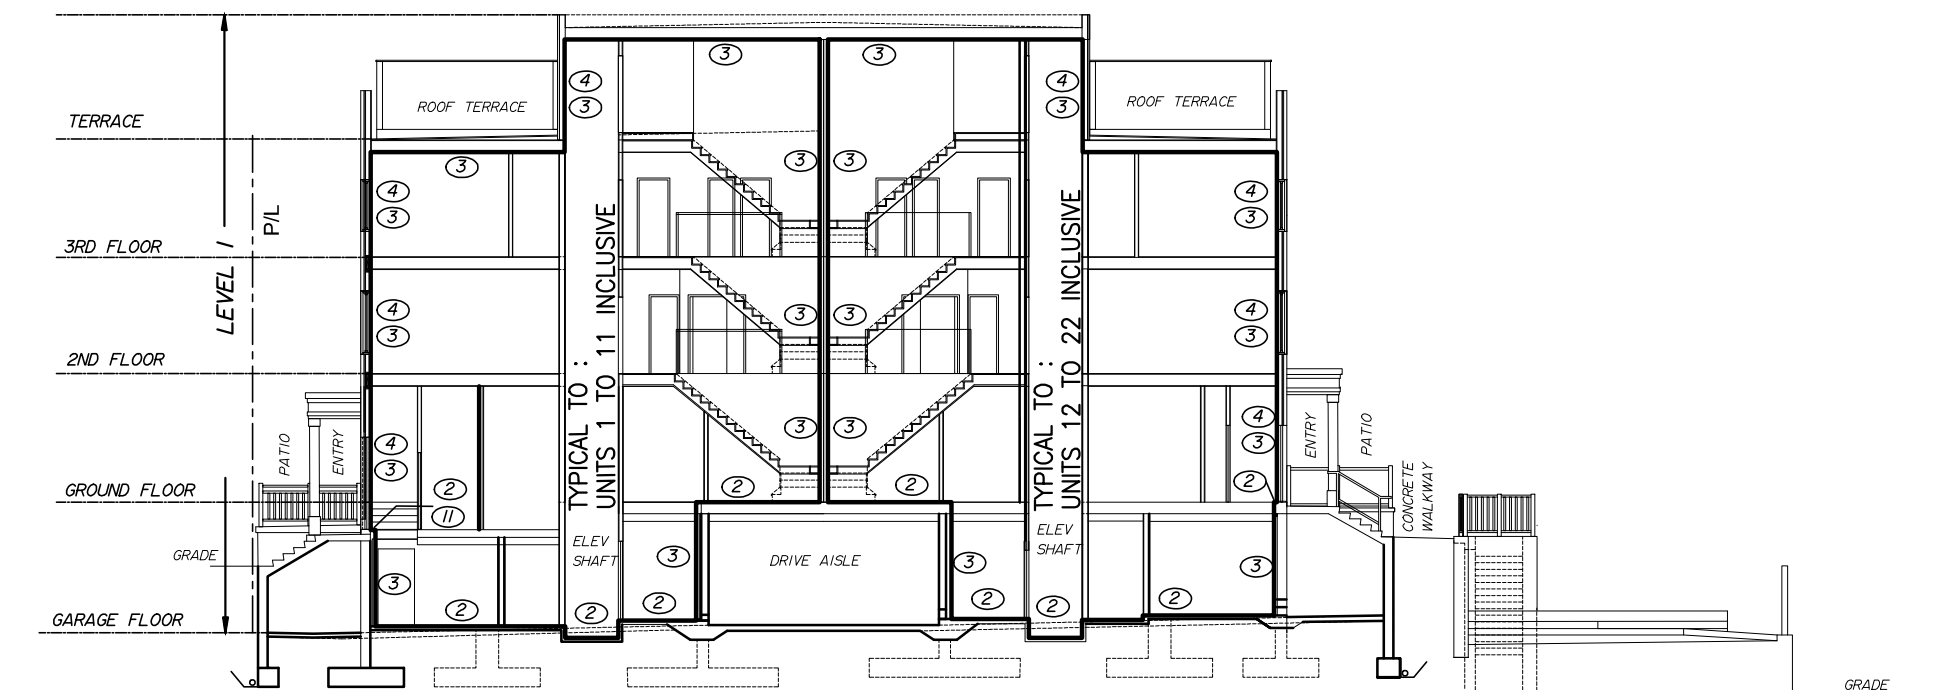 3
3
4
4
3
3
ROOF TERRACE
ROOF TERRACE
TERRACE
3
3
3
4
4
3
3
P/L
3RD FLOOR
LEVEL 1
4
4
3
3
3
3
TYPICAL TO :
UNITS 1 TO 11 INCLUSIVE
TYPICAL TO :
UNITS 12 TO 22 INCLUSIVE
2ND FLOOR
PATIO
ENTRY
4
3
3
3
4
3
ENTRY
PATIO
CONCRETE
WALKWAY
GROUND FLOOR
2
11
2
2
2
ELEV
SHAFT
ELEV
SHAFT
GRADE
3
3
DRIVE AISLE
3
3
GARAGE FLOOR
2
2
2
2
2
2
GRADE